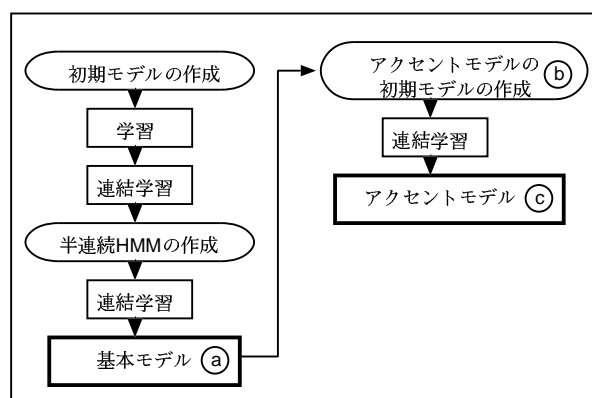 初期モデルの作成
学習
連結学習
半連続HMMの作成
連結学習
基本モデル a
アクセントモデルの
初期モデルの作成 b
連結学習
アクセントモデル c